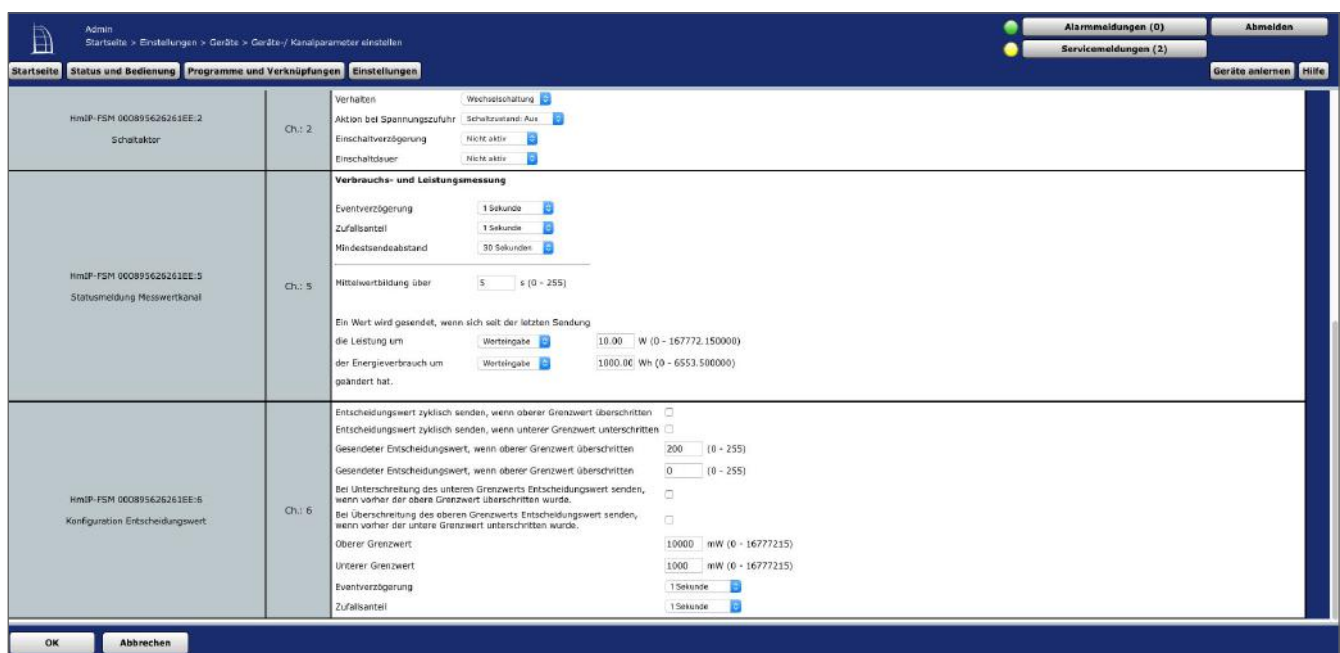 Admin
Startseite > Einstellungen > Geräte > Geräte-/ Kanalparameter einstellen
Alarmmeldungen (0)
Abmelden
Servicemeldungen (2)
Startseite Status und Bedienung Programme und Verknüpfungen Einstellungen Geräte anlernen Hilfe
HmIP-FSM 000895626261EE:2
Schaltaktor
Ch.: 2
Verhalten Wechselschaltung
Aktion bei Spannungszufuhr Schaltzustand: Aus
Einschaltverzögerung Nicht aktiv
Einschaltdauer Nicht aktiv
HmIP-FSM 000895626261EE:5
Statusmeldung Messwertkanal
Ch.: 5
Verbrauchs- und Leistungsmessung
Eventverzögerung 1 Sekunde
Zufallsanteil 1 Sekunde
Mindestsendeabstand 30 Sekunden
Mittelwertbildung über 5 s (0 - 255)
Ein Wert wird gesendet, wenn sich seit der letzten Sendung
die Leistung um Werteingabe 10.00 W (0 - 167772.150000)
der Energieverbrauch um Werteingabe 1000.00 Wh (0 - 6553.500000)
geändert hat.
HmIP-FSM 000895626261EE:6
Konfiguration Entscheidungswert
Ch.: 6
Entscheidungswert zyklisch senden, wenn oberer Grenzwert überschritten
Entscheidungswert zyklisch senden, wenn unterer Grenzwert unterschritten
Gesendeter Entscheidungswert, wenn oberer Grenzwert überschritten 200 (0 - 255)
Gesendeter Entscheidungswert, wenn oberer Grenzwert überschritten 0 (0 - 255)
Bei Unterschreitung des unteren Grenzwerts Entscheidungswert senden,
wenn vorher der obere Grenzwert überschritten wurde.
Bei Überschreitung des oberen Grenzwerts Entscheidungswert senden,
wenn vorher der untere Grenzwert unterschritten wurde.
Oberer Grenzwert 10000 mW (0 - 16777215)
Unterer Grenzwert 1000 mW (0 - 16777215)
Eventverzögerung 1 Sekunde
Zufallsanteil 1 Sekunde
OK Abbrechen